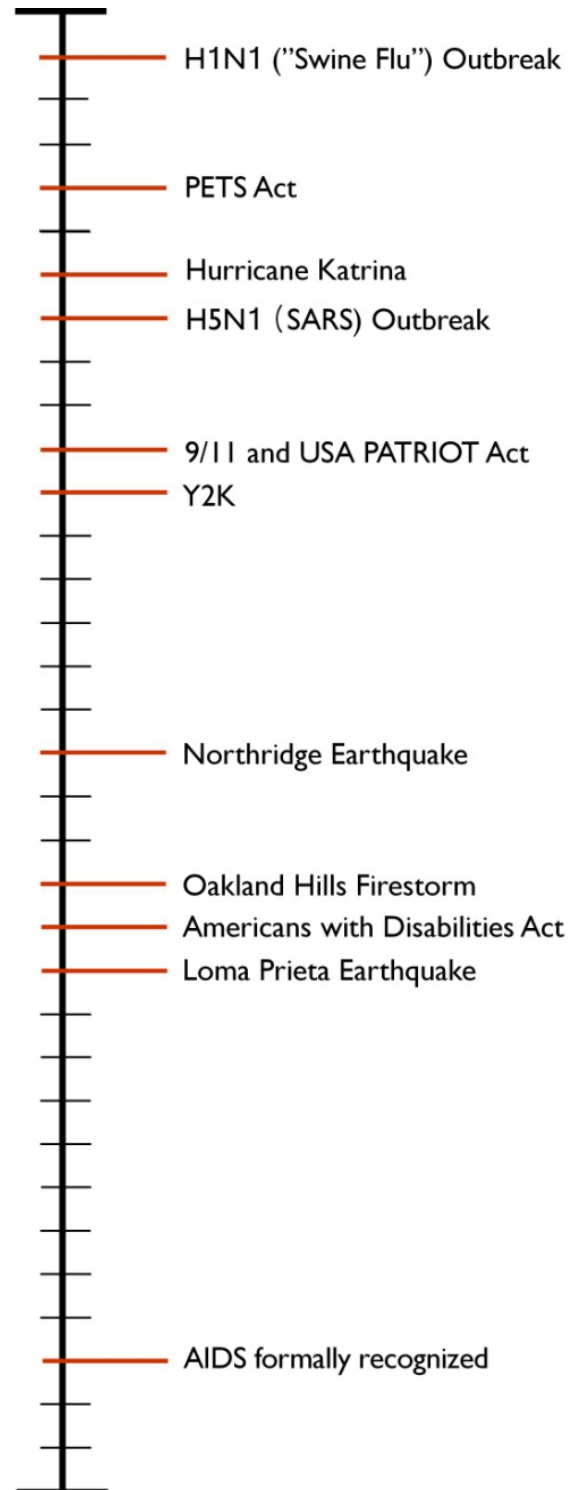 H1N1 (”Swine Flu”) Outbreak
PETS Act
Hurricane Katrina
H5N1 (SARS) Outbreak
9/11 and USA PATRIOT Act
Y2K
Northridge Earthquake
Oakland Hills Firestorm
Americans with Disabilities Act
Loma Prieta Earthquake
AIDS formally recognized